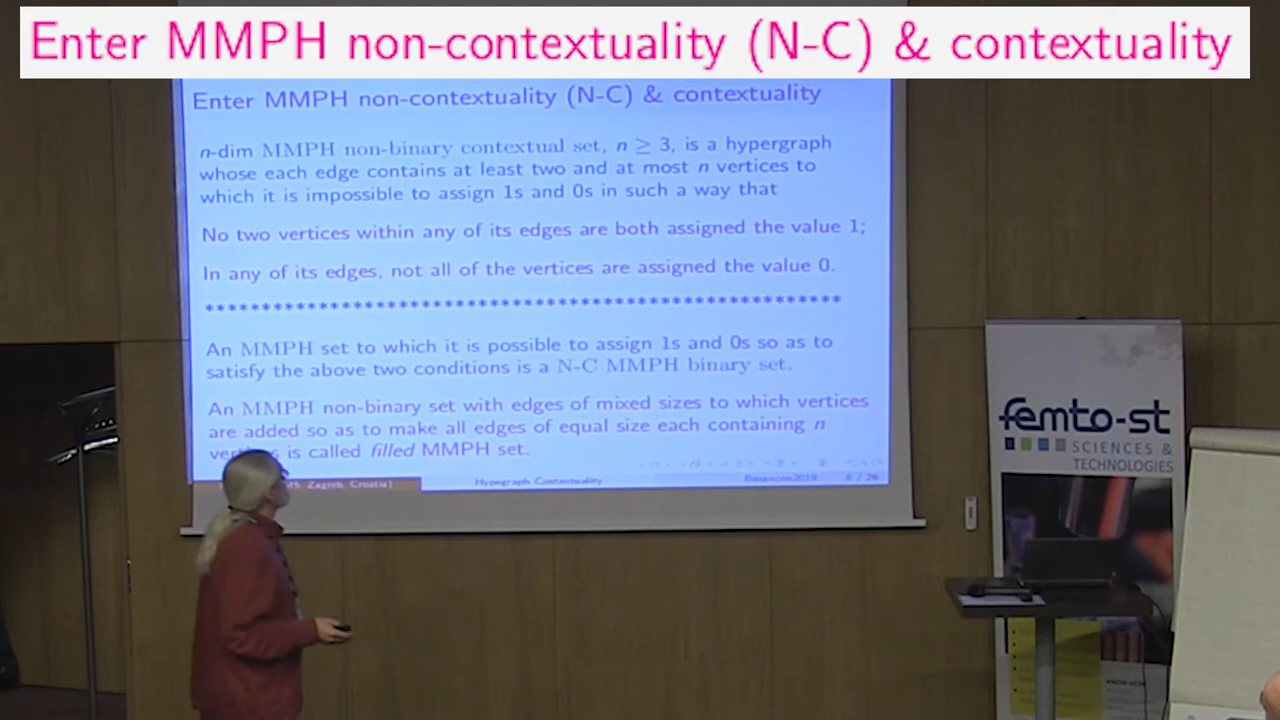 Enter MMPH non-contextuality (N-C) & contextuality
Enter MMPH non-contextuality (N-C) & contextuality
n-dim MMPH non-binary contextual set, n ≥ 3, is a hypergraph
whose each edge contains at least two and at most n vertices to
which it is impossible to assign 1s and 0s in such a way that
No two vertices within any of its edges are both assigned the value 1;
In any of its edges, not all of the vertices are assigned the value 0.
An MMPH set to which it is possible to assign 1s and 0s so as to
satisfy the above two conditions is a N-C MMPH binary set.
An MMPH non-binary set with edges of mixed sizes to which vertices
are added so as to make all edges of equal size each containing n
is called filled MMPH set.
Zagreb, Croatia)
Hypegraph Contextuality
Besançon2019
6 / 26
femto-st
SCIENCES &
TECHNOLOGIES